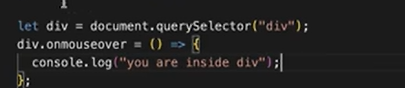 let div = document.querySelector("div");
div.onmouseover = () => {
  console.log("you are inside div");
};